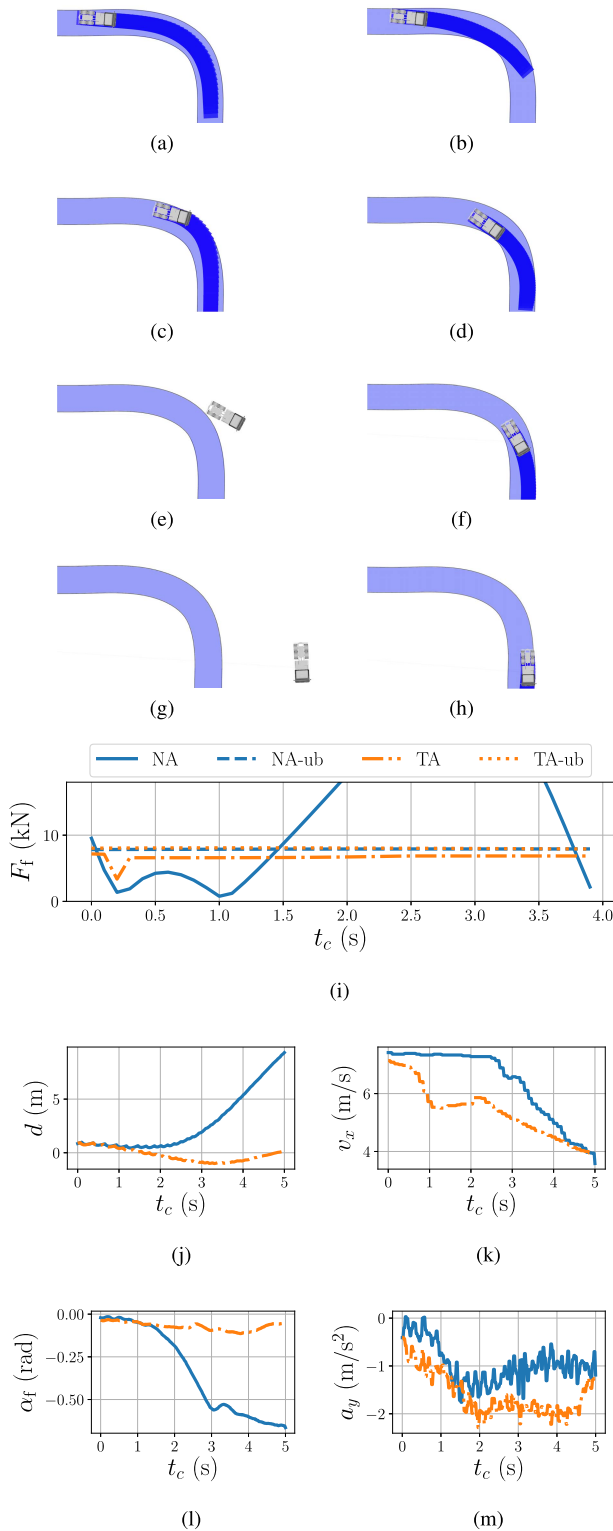 (a) (b)
(c) (d)
(e) (f)
(g) (h)
NA NA-ub TA TA-ub
F_f (kN)
10
0
0.0 0.5 1.0 1.5 2.0 2.5 3.0 3.5 4.0
t_c (s)
(i)
d (m)
5
0
0 1 2 3 4 5
t_c (s)
(j)
v_x (m/s)
6
4
0 1 2 3 4 5
t_c (s)
(k)
α_f (rad)
0.00
−0.25
−0.50
0 1 2 3 4 5
t_c (s)
(l)
a_y (m/s²)
0
−1
−2
0 1 2 3 4 5
t_c (s)
(m)